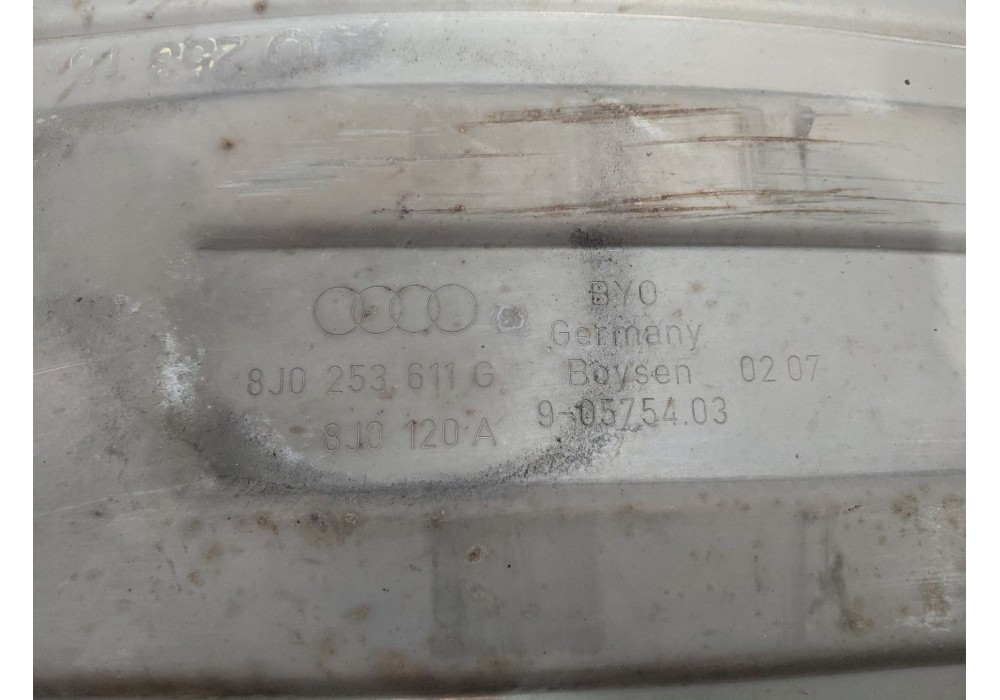 BYO
Germany
8J0 253 611 G
Boysen 02 07
8J0 120 A
9-05754.03